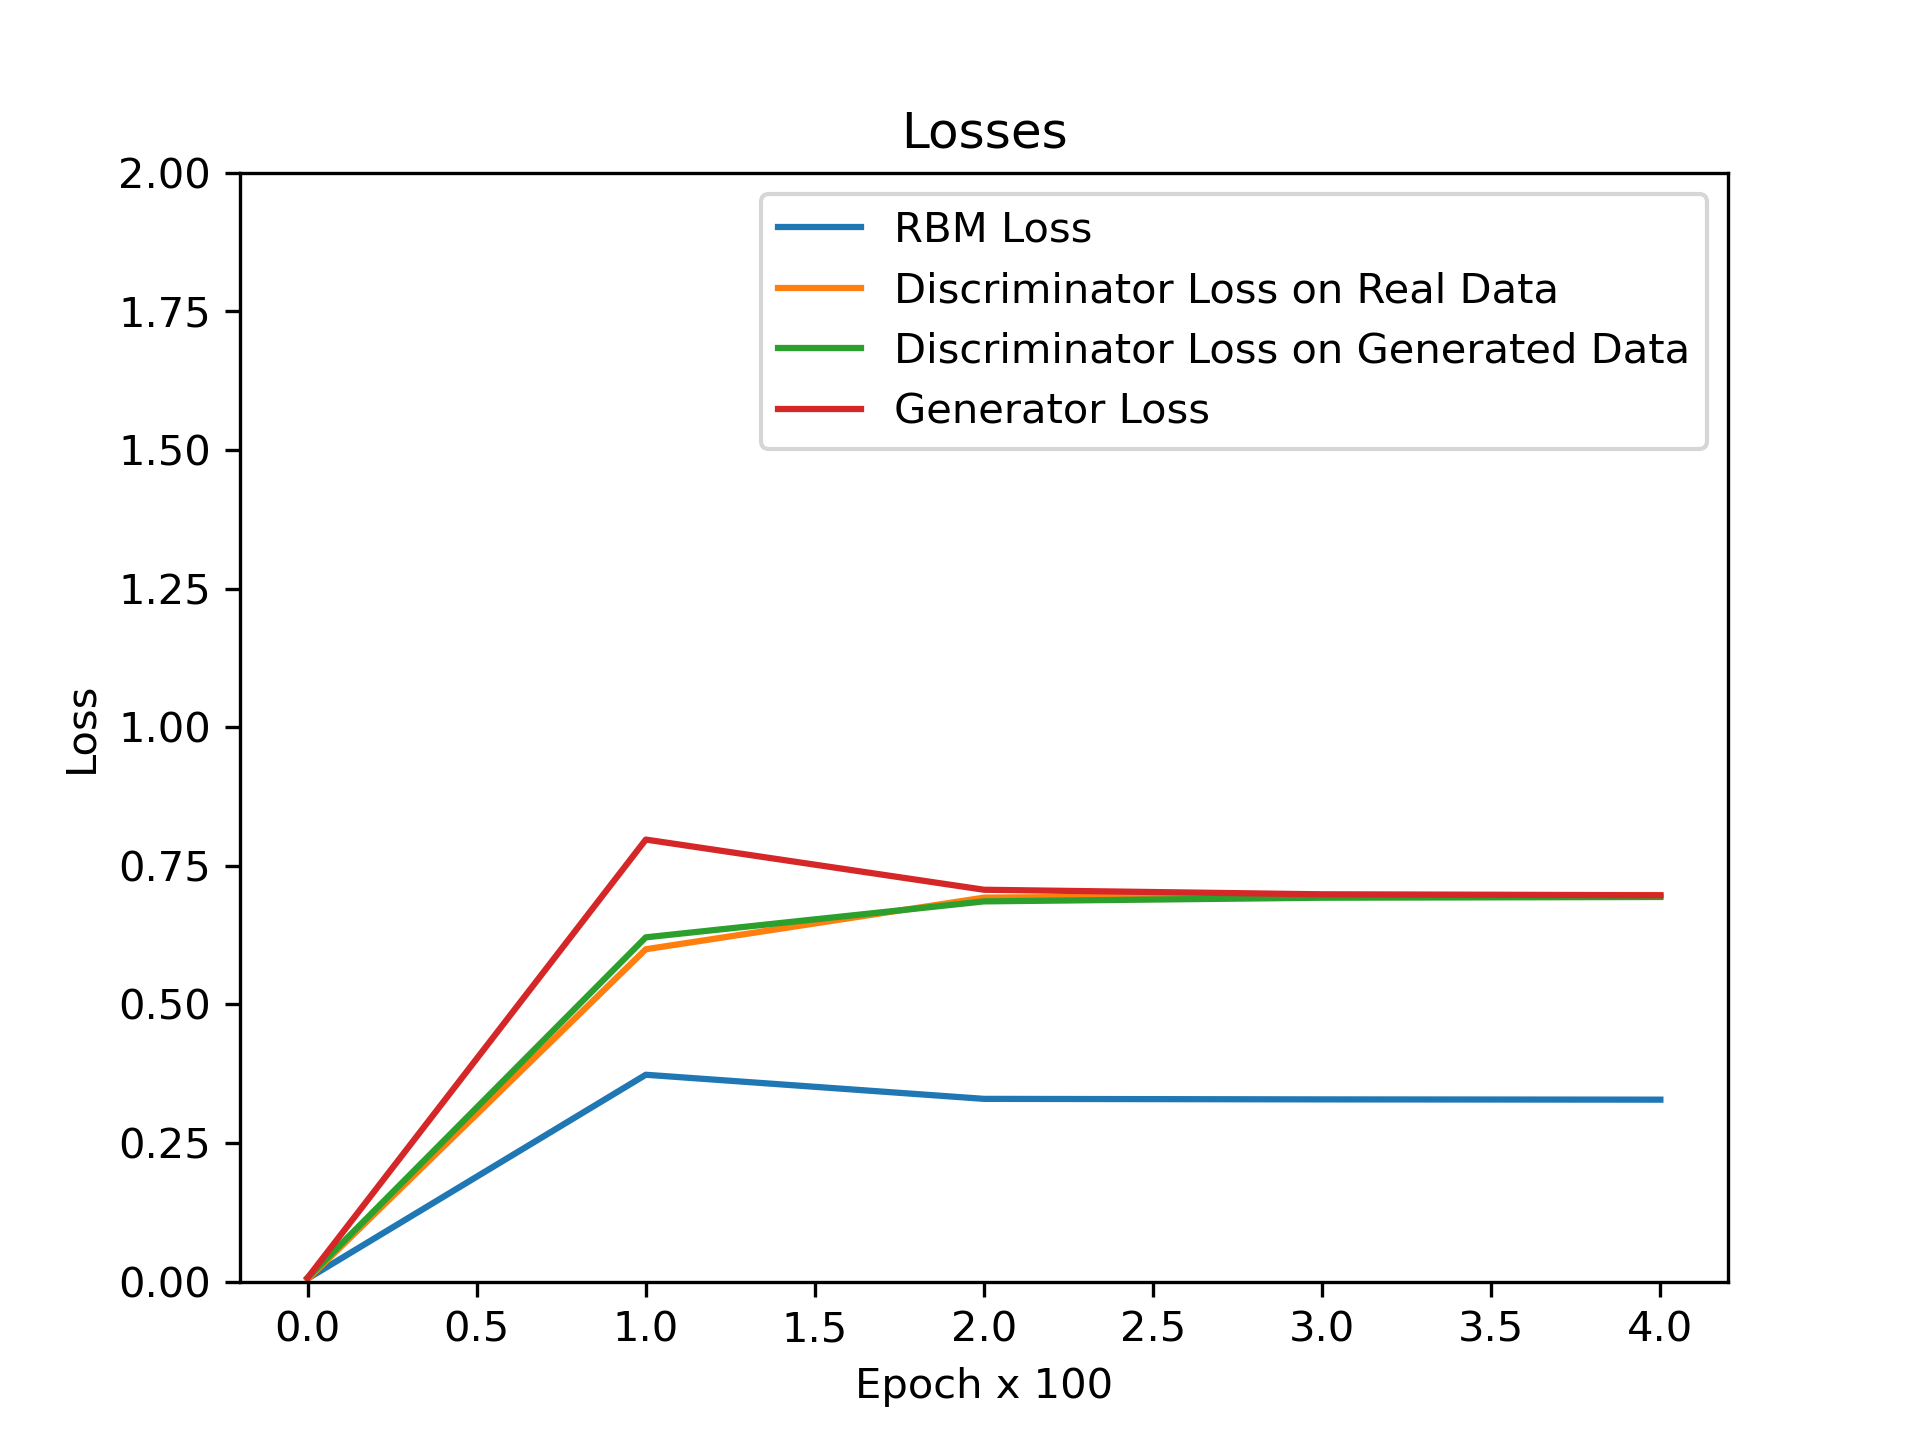 Losses
2.00
1.75
1.50
1.25
1.00
0.75
0.50
0.25
0.00
Loss
RBM Loss
Discriminator Loss on Real Data
Discriminator Loss on Generated Data
Generator Loss
0.0 0.5 1.0 1.5 2.0 2.5 3.0 3.5 4.0
Epoch x 100